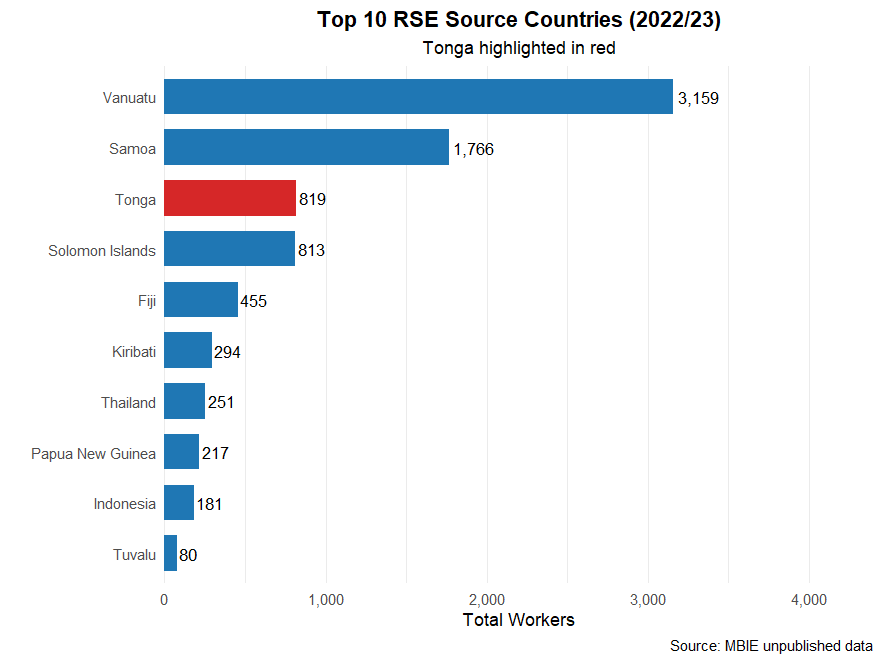 Top 10 RSE Source Countries (2022/23)
Tonga highlighted in red
Vanuatu 3,159
Samoa 1,766
Tonga 819
Solomon Islands 813
Fiji 455
Kiribati 294
Thailand 251
Papua New Guinea 217
Indonesia 181
Tuvalu 80
0 1,000 2,000 3,000 4,000
Total Workers
Source: MBIE unpublished data